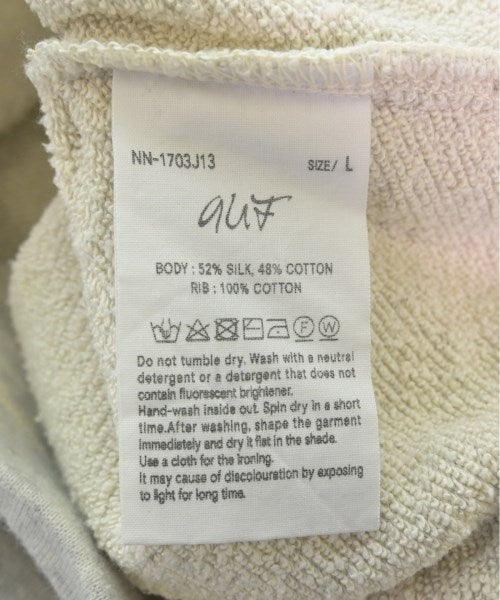 NN-1703J13 SIZE/ L
BODY : 52% SILK, 48% COTTON
RIB : 100% COTTON
F W
Do not tumble dry. Wash with a neutral
detergent or a detergent that does not
contain fluorescent brightener.
Hand-wash inside out. Spin dry in a short
time.After washing, shape the garment
immediately and dry it flat in the shade.
Use a cloth for the ironing.
It may cause of discolouration by exposing
to light for long time.